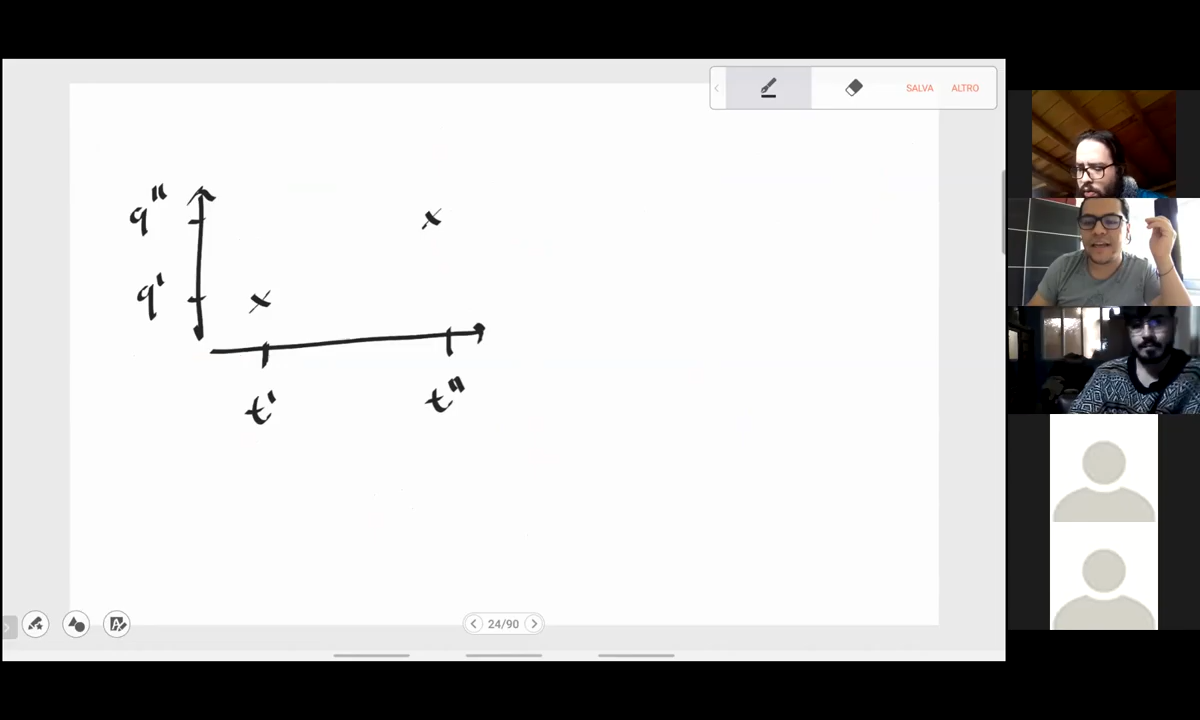 SALVA ALTRO
q"
x
q'
x
t' t"
24/90